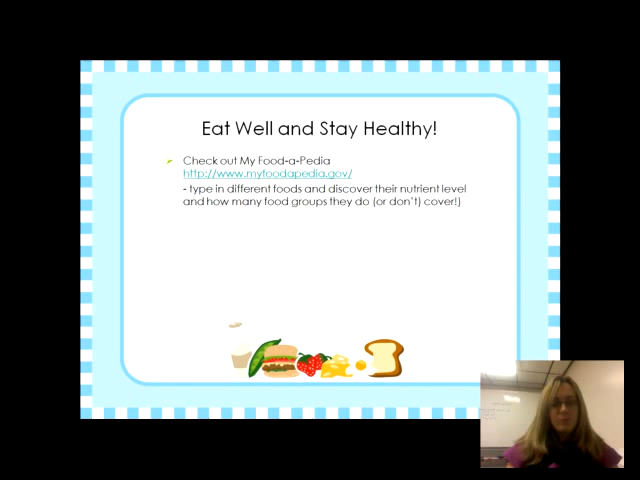 Eat Well and Stay Healthy!
Check out My Food-a-Pedia
http://www.myfoodapedia.gov/
- type in different foods and discover their nutrient level
and how many food groups they do (or don't) cover!)